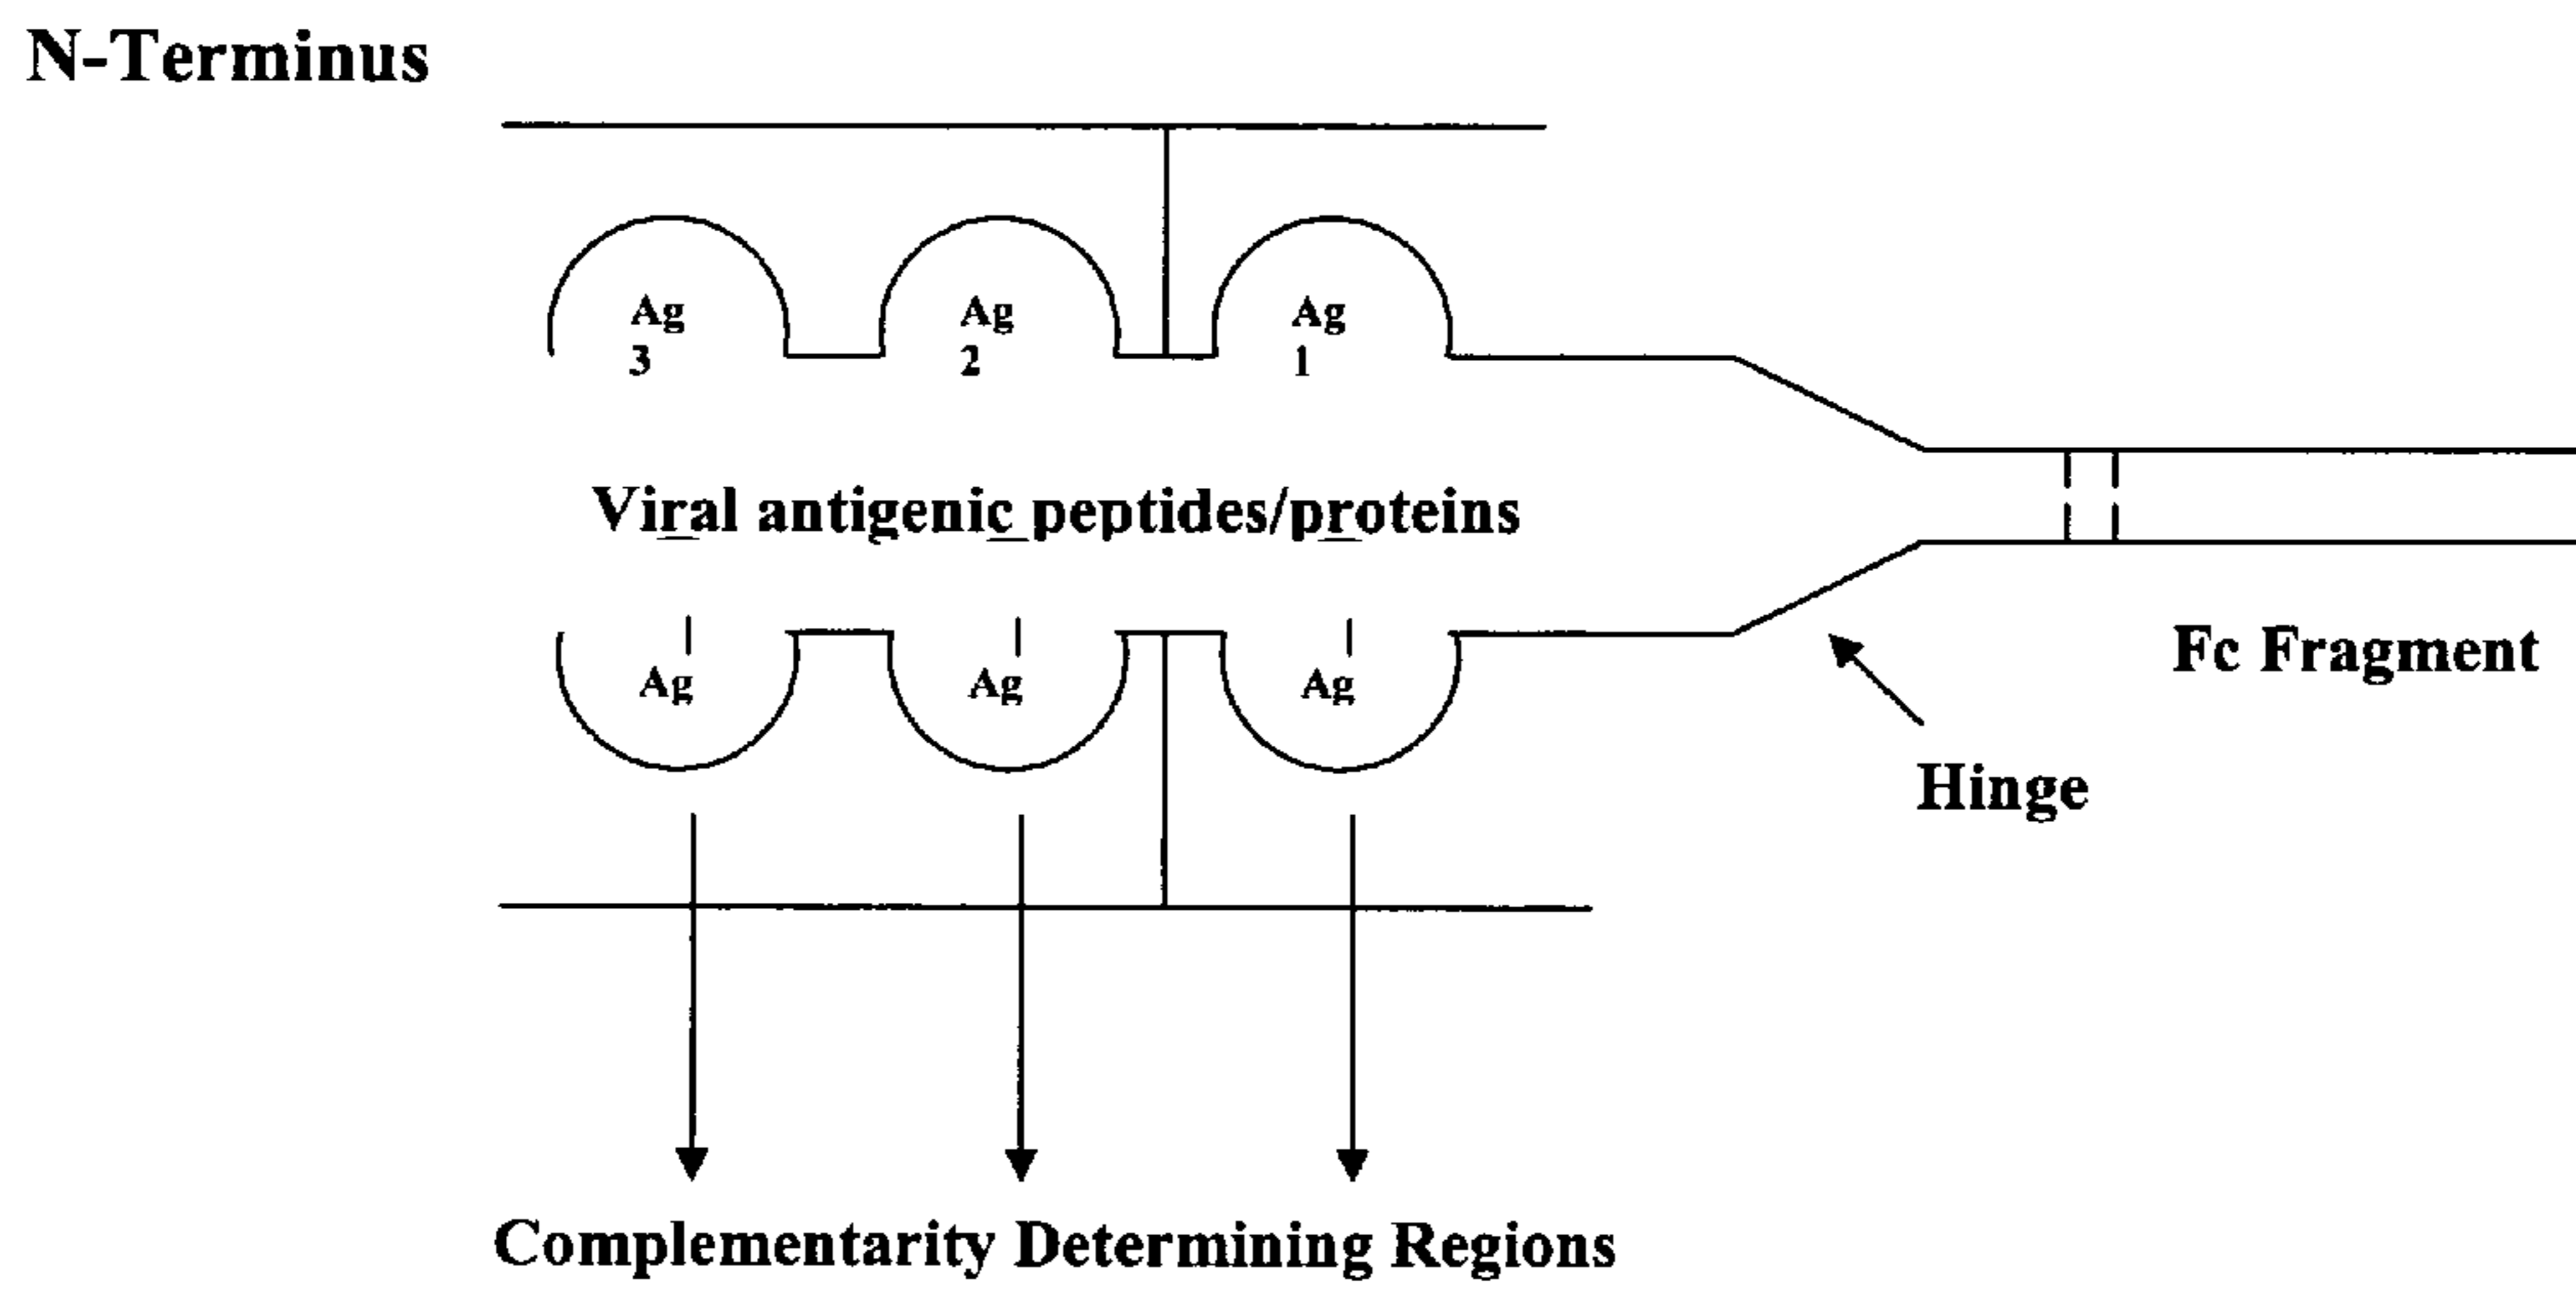 N-Terminus
Ag Ag Ag
3 2 1
Viral antigenic peptides/proteins
Ag Ag Ag
Fc Fragment
Hinge
Complementarity Determining Regions